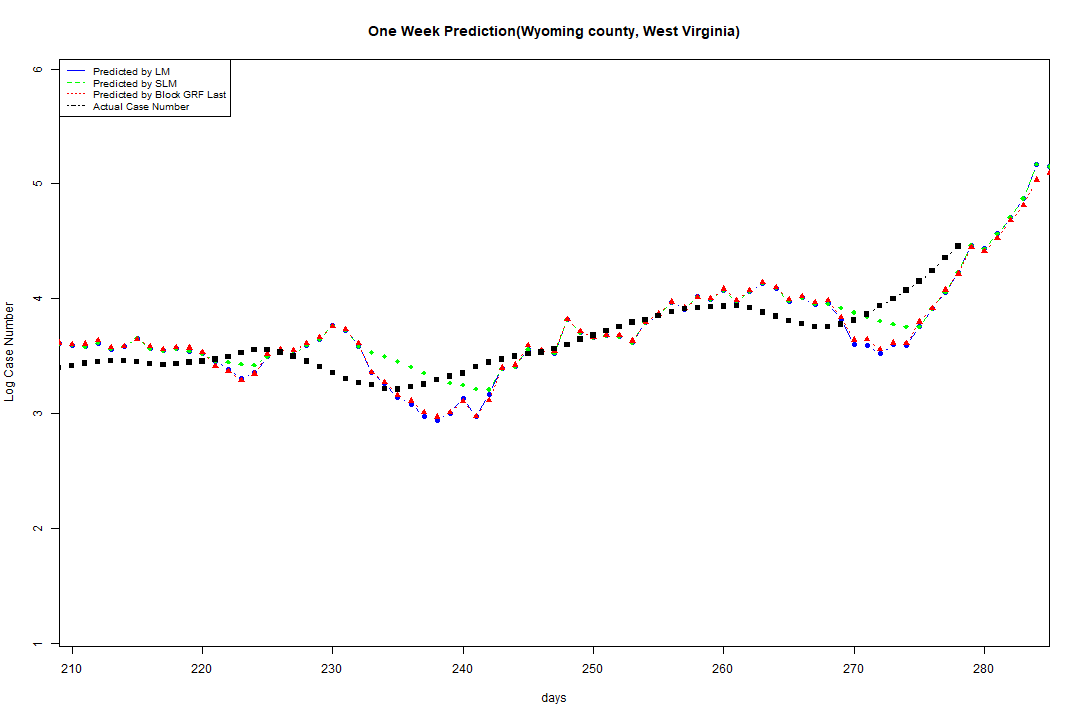 One Week Prediction(Wyoming county, West Virginia)
Predicted by LM
Predicted by SLM
Predicted by Block GRF Last
Actual Case Number
6
5
4
3
2
1
Log Case Number
210 220 230 240 250 260 270 280
days